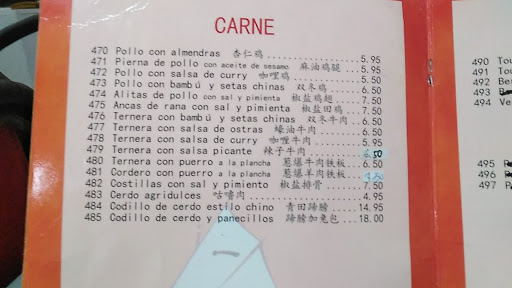 CARNE
470 Pollo con almendras 杏仁鸡 5.95
471 Pierna de pollo con aceite de sesamo 麻油鸡腿 5.95
472 Pollo con salsa de curry 咖哩鸡 5.95
473 Pollo con bambú y setas chinas 双冬鸡 6.50
474 Alitas de pollo con sal y pimienta 椒盐鸡翅 7.50
475 Ancas de rana con sal y pimienta 椒盐田鸡 7.50
476 Ternera con bambú y setas chinas 双冬牛肉 6.50
477 Ternera con salsa de ostras 蠔油牛肉 6.50
478 Ternera con salsa de curry 咖喱牛肉 5.95
479 Ternera con salsa picante 辣子牛肉 6.50
480 Ternera con puerro a la plancha 葱爆牛肉铁板 6.50
481 Cordero con puerro a la plancha 葱爆羊肉铁板
482 Costillas con sal y pimiento 椒盐排骨 7.50
483 Cerdo agridulces 咕嚕肉 4.95
484 Codillo de cerdo estilo chino 青田蹄膀 14.95
485 Codillo de cerdo y panecillos 蹄膀加兔包 18.00
490 Tou
491 Tou
492
493
494 Ve
495
496
497